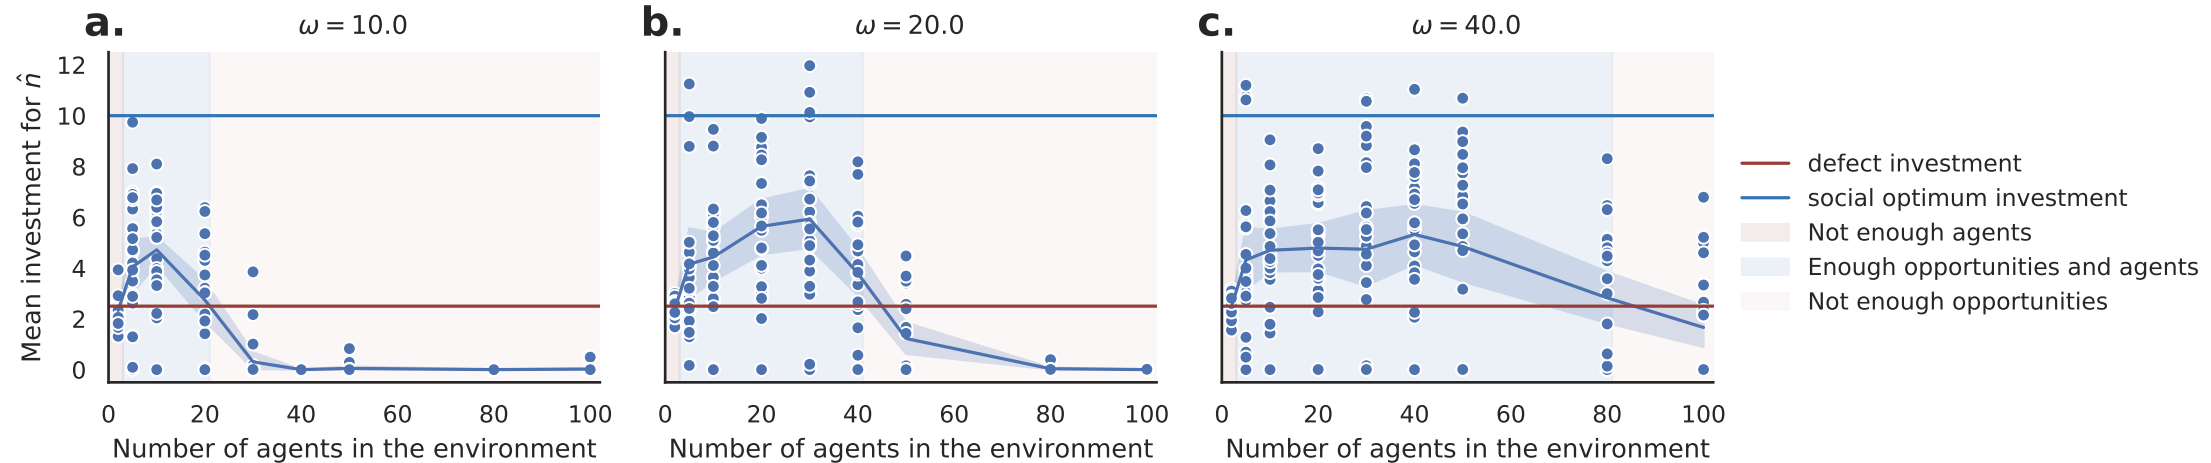 a. ω = 10.0
b. ω = 20.0
c. ω = 40.0
Mean investment for n̂
12
10
8
6
4
2
0
0 20 40 60 80 100
0 20 40 60 80 100
0 20 40 60 80 100
Number of agents in the environment
Number of agents in the environment
Number of agents in the environment
defect investment
social optimum investment
Not enough agents
Enough opportunities and agents
Not enough opportunities